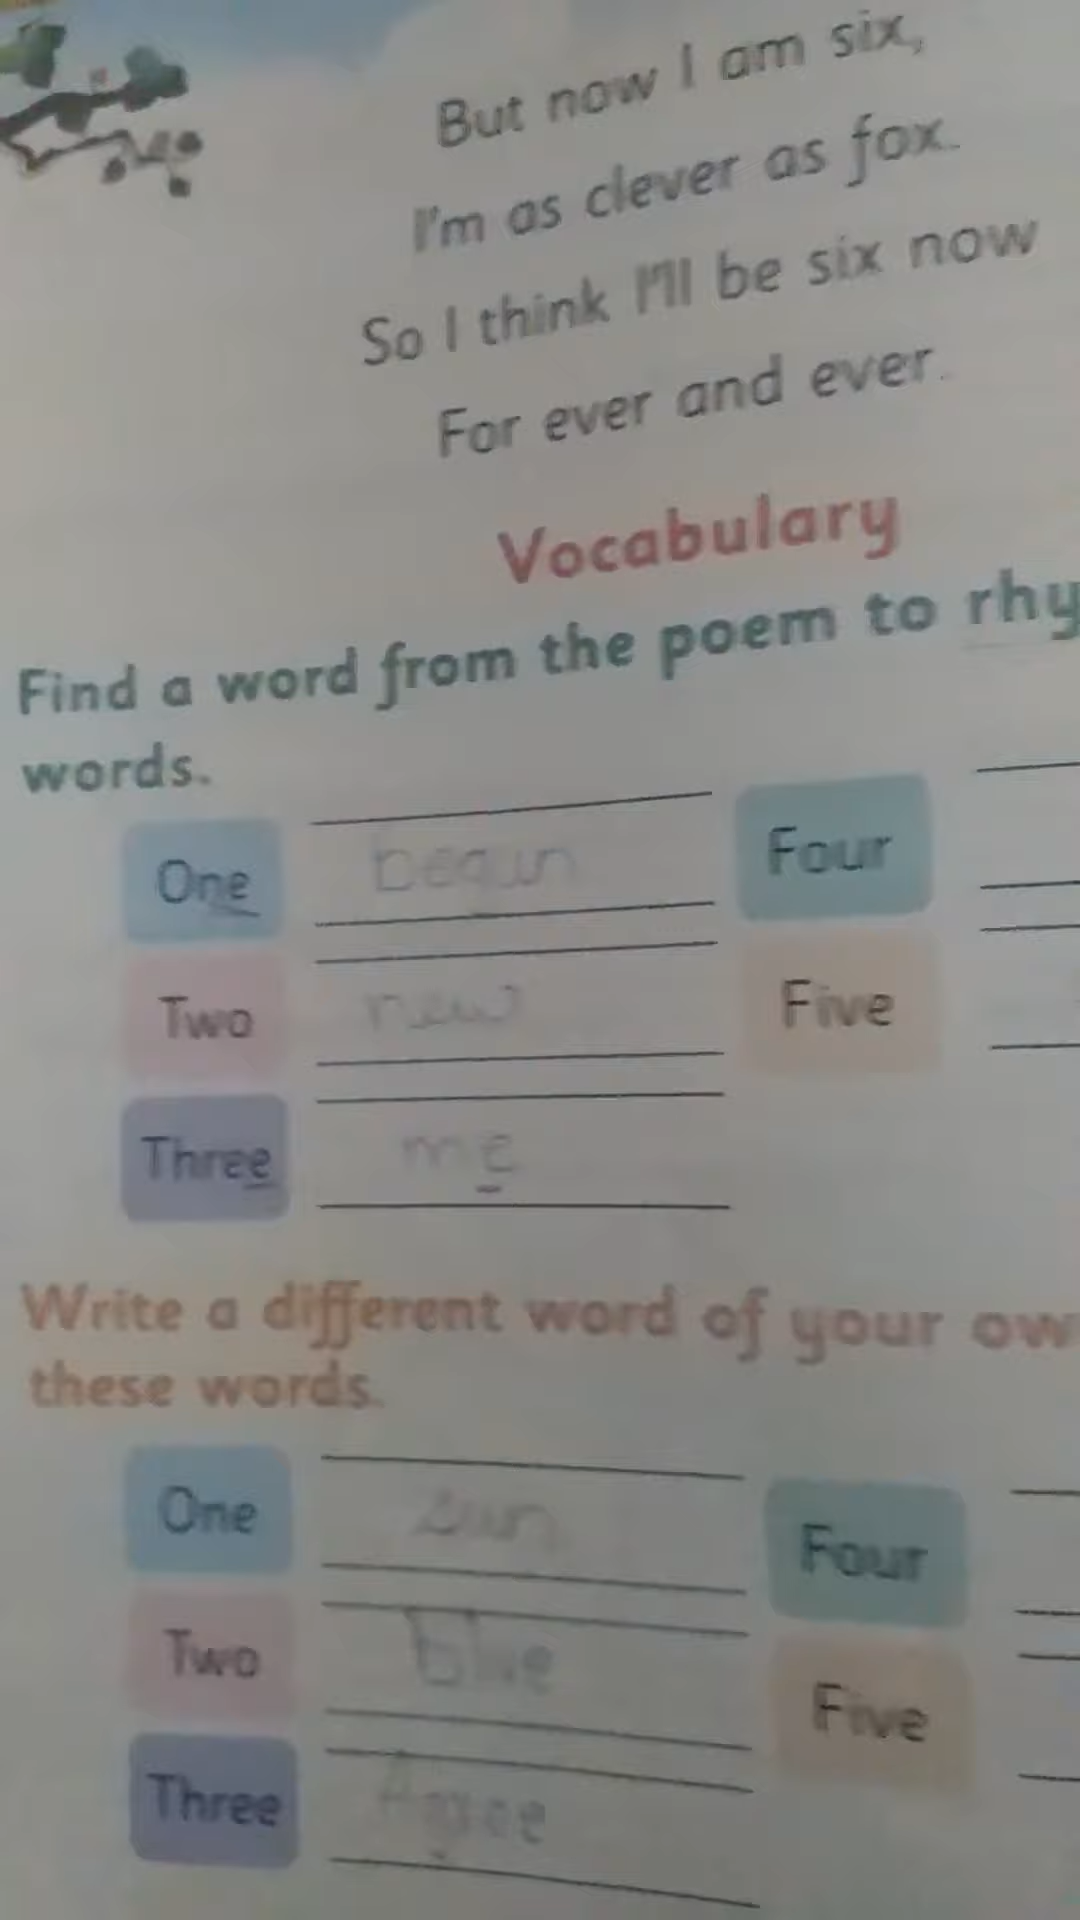 But now I am six,
I'm as clever as fox.
So I think I'll be six now
For ever and ever.
Vocabulary
Find a word from the poem to rhy
words.
One begun Four
Two new Five
Three me
Write a different word of your ow
these words.
One sun Four
Two blue Five
Three Agree